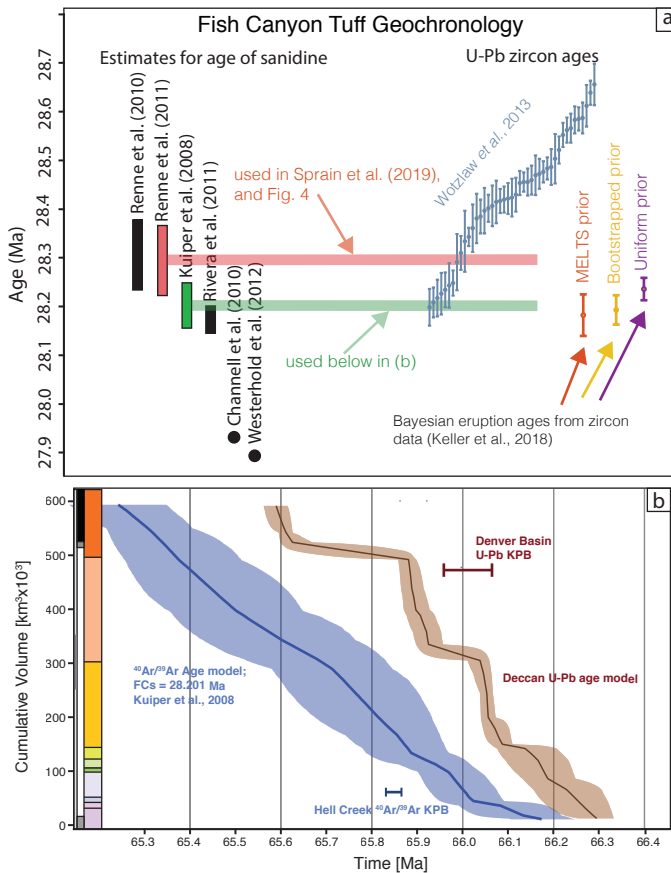 Fish Canyon Tuff Geochronology
a
Estimates for age of sanidine
U-Pb zircon ages
Renne et al. (2010)
Renne et al. (2011)
Kuiper et al. (2008)
Rivera et al. (2011)
Channell et al. (2010)
Westerhold et al. (2012)
Wotzlaw et al., 2013
used in Sprain et al. (2019),
and Fig. 4
used below in (b)
MELTS prior
Bootstrapped prior
Uniform prior
Bayesian eruption ages from zircon
data (Keller et al., 2018)
Age (Ma)
28.7
28.6
28.5
28.4
28.3
28.2
28.1
28.0
27.9
b
Cumulative Volume [km³x10³]
600
500
400
300
200
100
0
Denver Basin
U-Pb KPB
⁴⁰Ar/³⁹Ar Age model;
FCs = 28.201 Ma
Kuiper et al., 2008
Deccan U-Pb age model
Hell Creek ⁴⁰Ar/³⁹Ar KPB
65.3 65.4 65.5 65.6 65.7 65.8 65.9 66.0 66.1 66.2 66.3 66.4
Time [Ma]